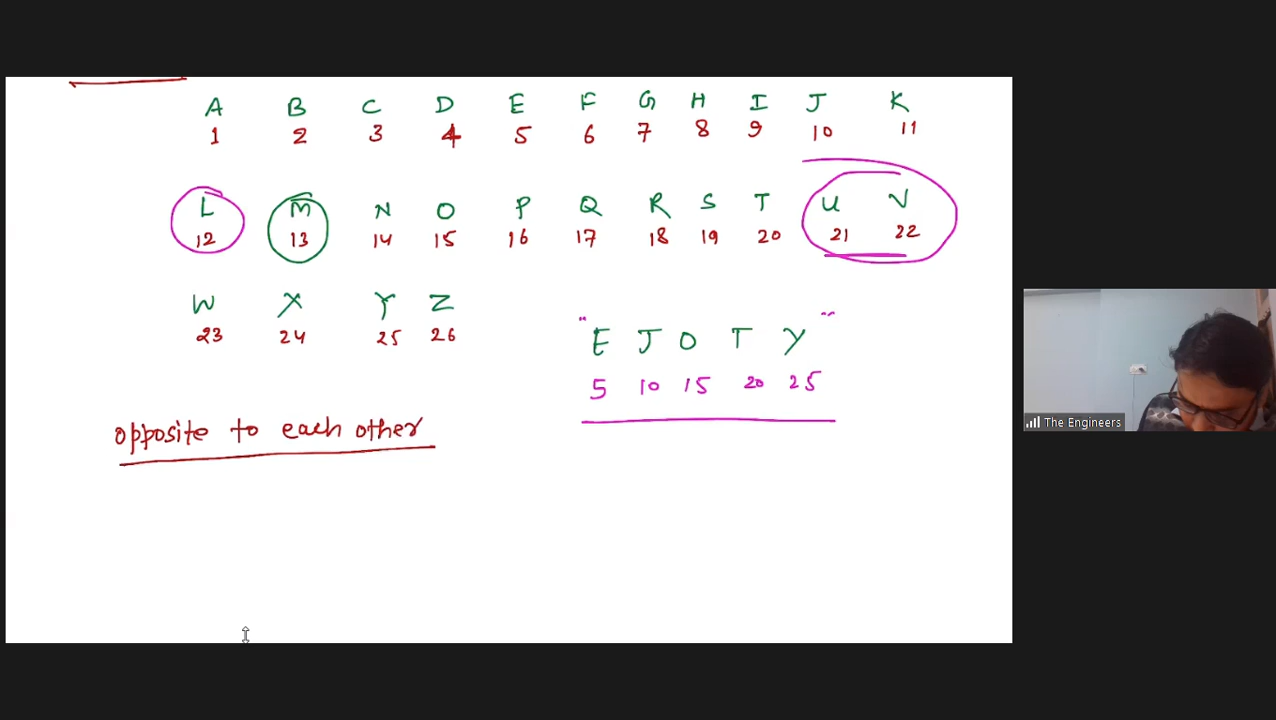 A B C D E F G H I J K
1 2 3 4 5 6 7 8 9 10 11
L M N O P Q R S T U V
12 13 14 15 16 17 18 19 20 21 22
W X Y Z
23 24 25 26
"E J O T Y"
5 10 15 20 25
opposite to each other
The Engineers